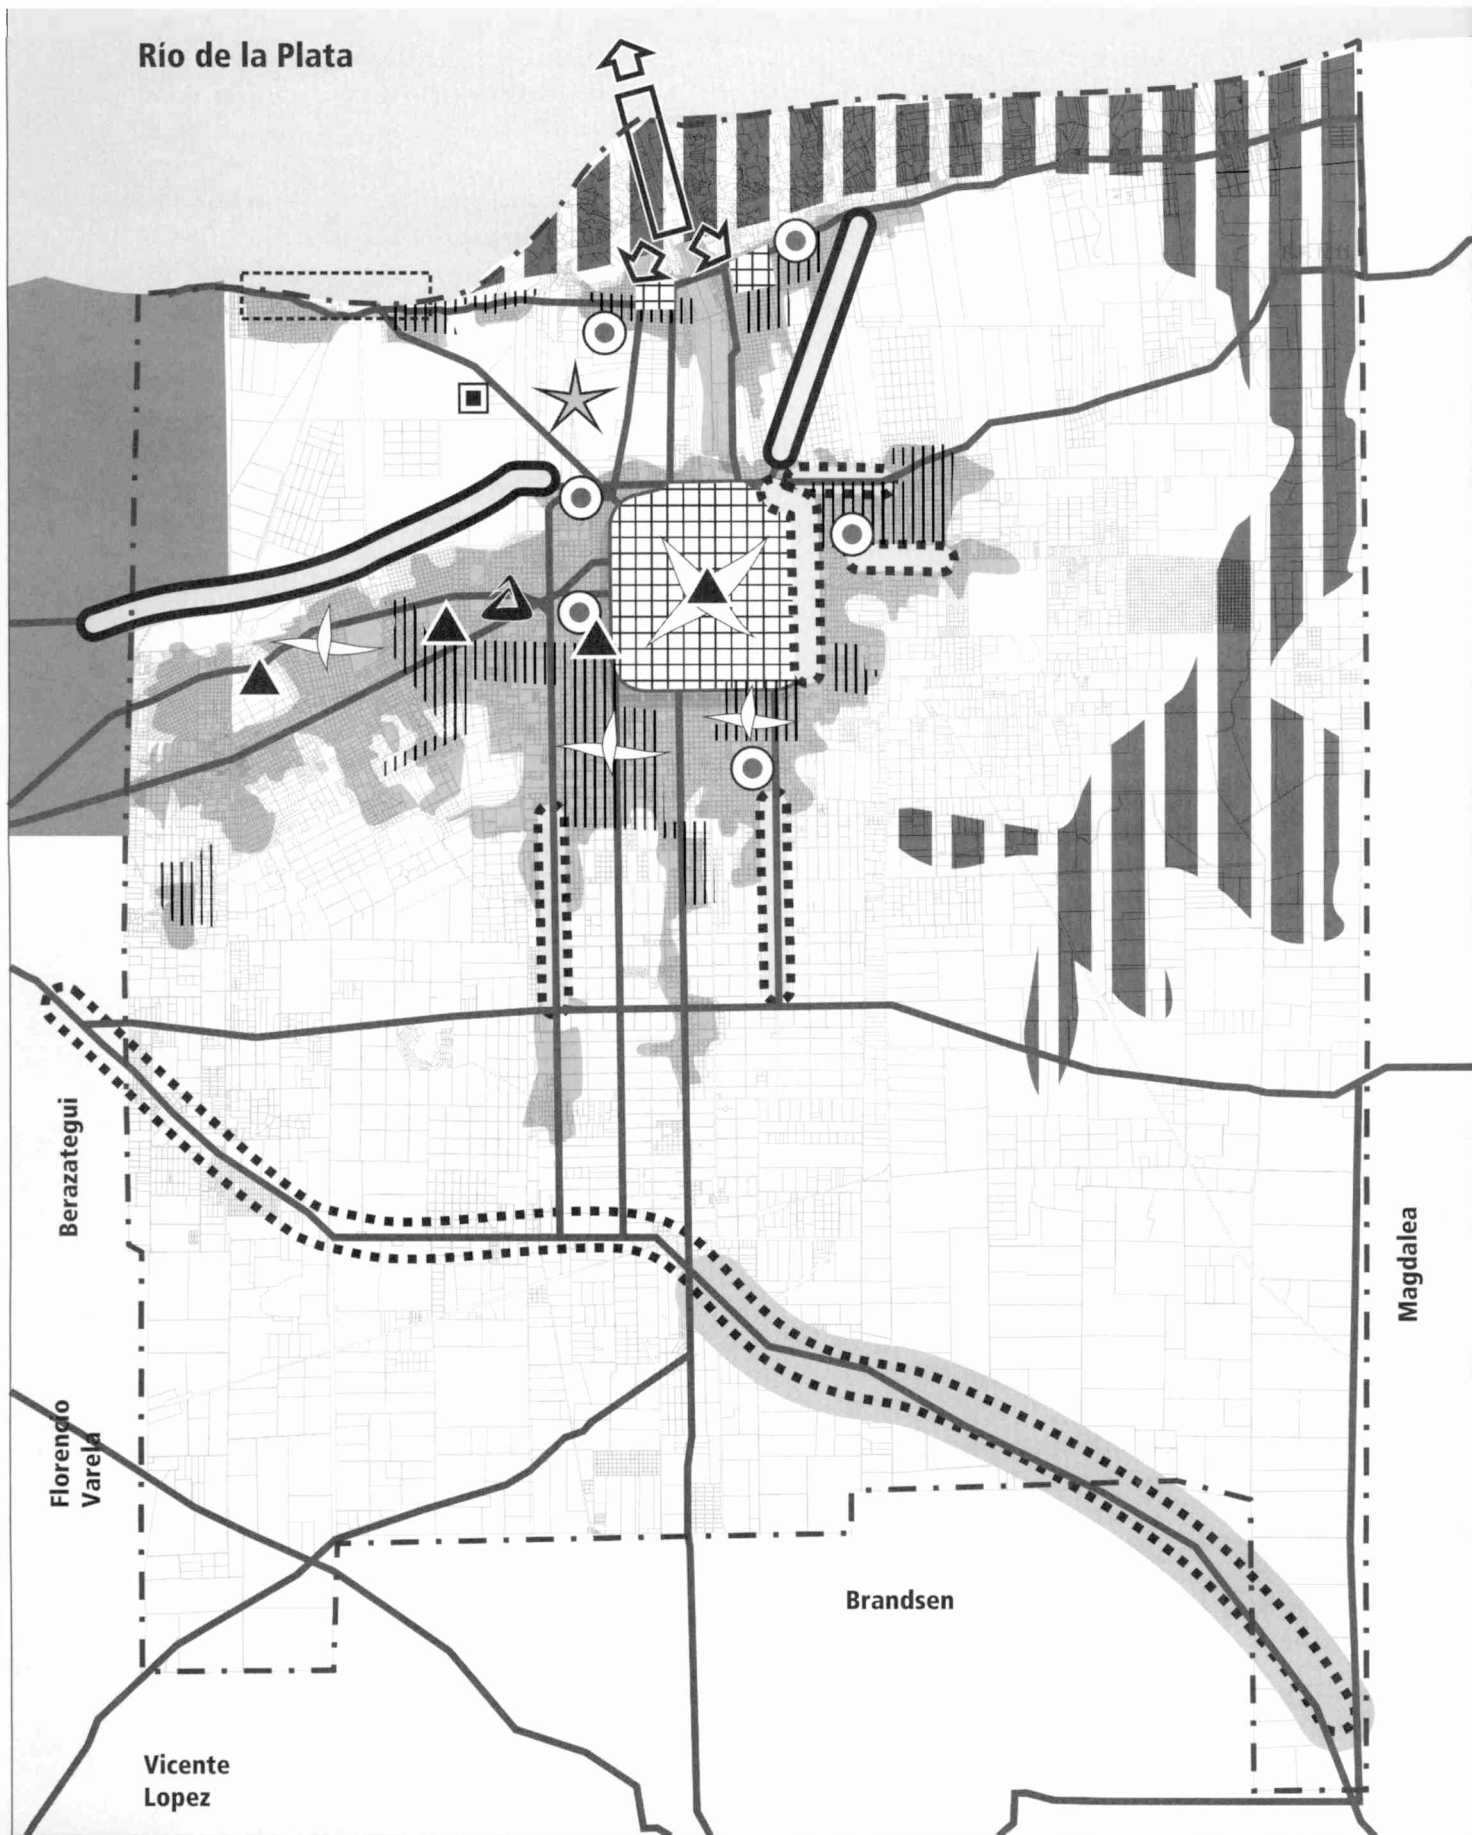 Río de la Plata
Berazategui
Magdalea
Florencio
Varela
Brandsen
Vicente
Lopez